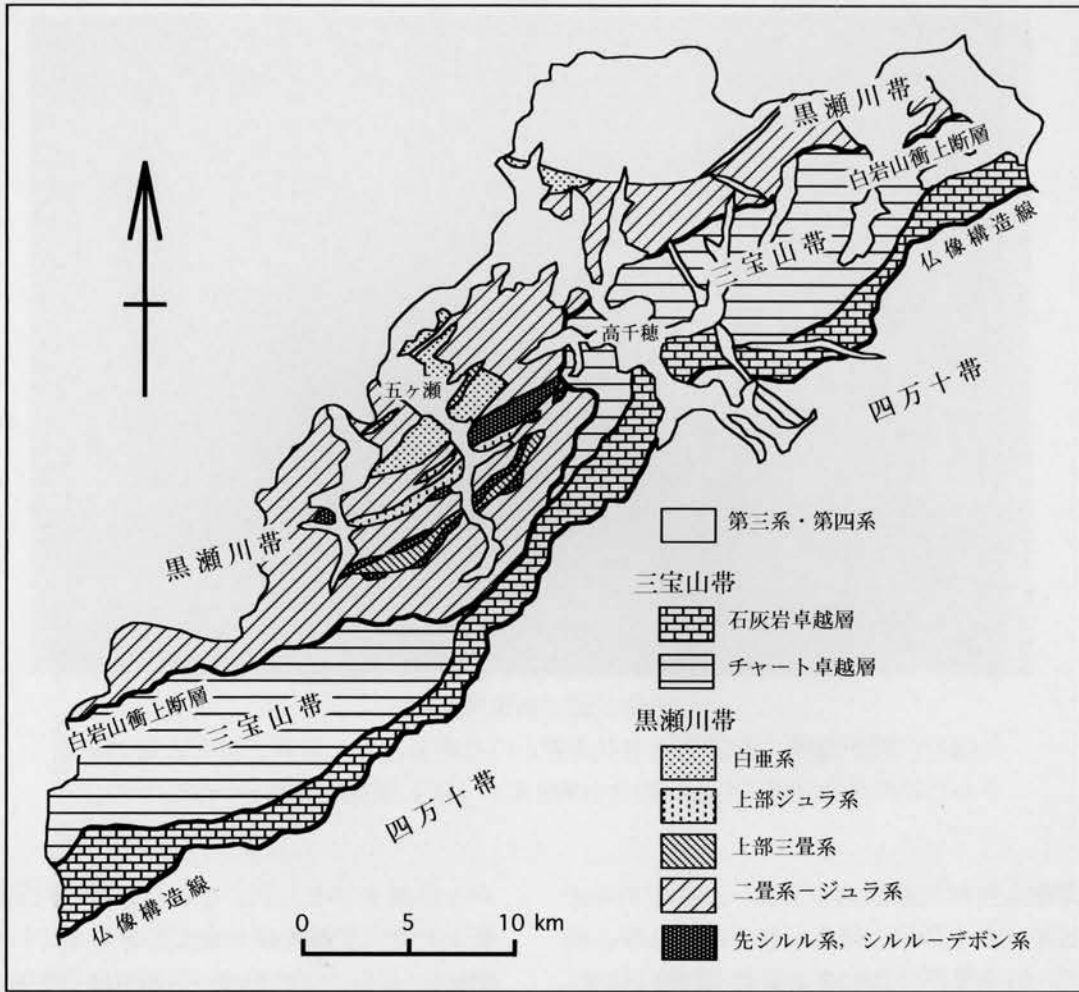 黒瀬川帯
白岩山衝上断層
仏像構造線
三宝山帯
高千穂
四万十帯
五ヶ瀬
黒瀬川帯
白岩山衝上断層
三宝山帯
四万十帯
仏像構造線
第三系・第四系
三宝山帯
石灰岩卓越層
チャート卓越層
黒瀬川帯
白亜系
上部ジュラ系
上部三畳系
二畳系－ジュラ系
先シルル系、シルル－デボン系
0 5 10 km